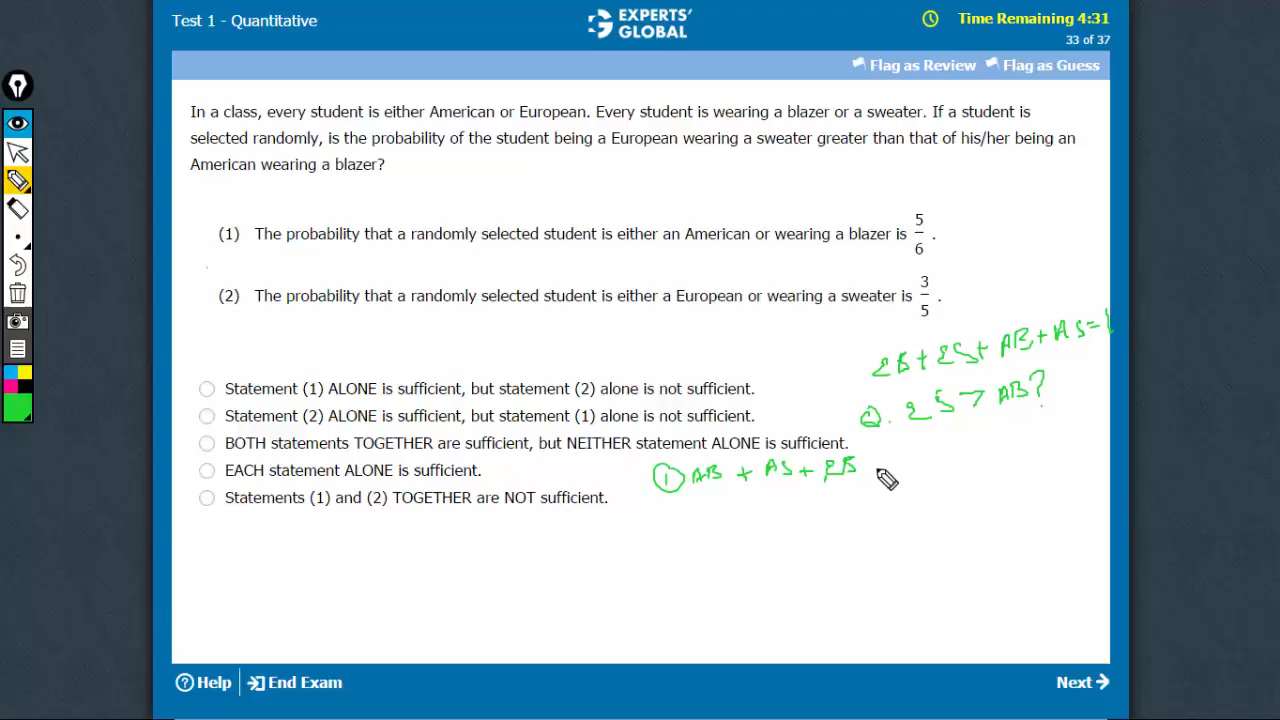 Test 1 - Quantitative
EXPERTS'
GLOBAL
Time Remaining 4:31
33 of 37
Flag as Review Flag as Guess
In a class, every student is either American or European. Every student is wearing a blazer or a sweater. If a student is
selected randomly, is the probability of the student being a European wearing a sweater greater than that of his/her being an
American wearing a blazer?
(1) The probability that a randomly selected student is either an American or wearing a blazer is 5/6 .
(2) The probability that a randomly selected student is either a European or wearing a sweater is 3/5 .
EB + ES + AB + AS = 1
Q. ES > AB?
Statement (1) ALONE is sufficient, but statement (2) alone is not sufficient.
Statement (2) ALONE is sufficient, but statement (1) alone is not sufficient.
BOTH statements TOGETHER are sufficient, but NEITHER statement ALONE is sufficient.
EACH statement ALONE is sufficient.
① AB + AS + EB
Statements (1) and (2) TOGETHER are NOT sufficient.
Help End Exam Next